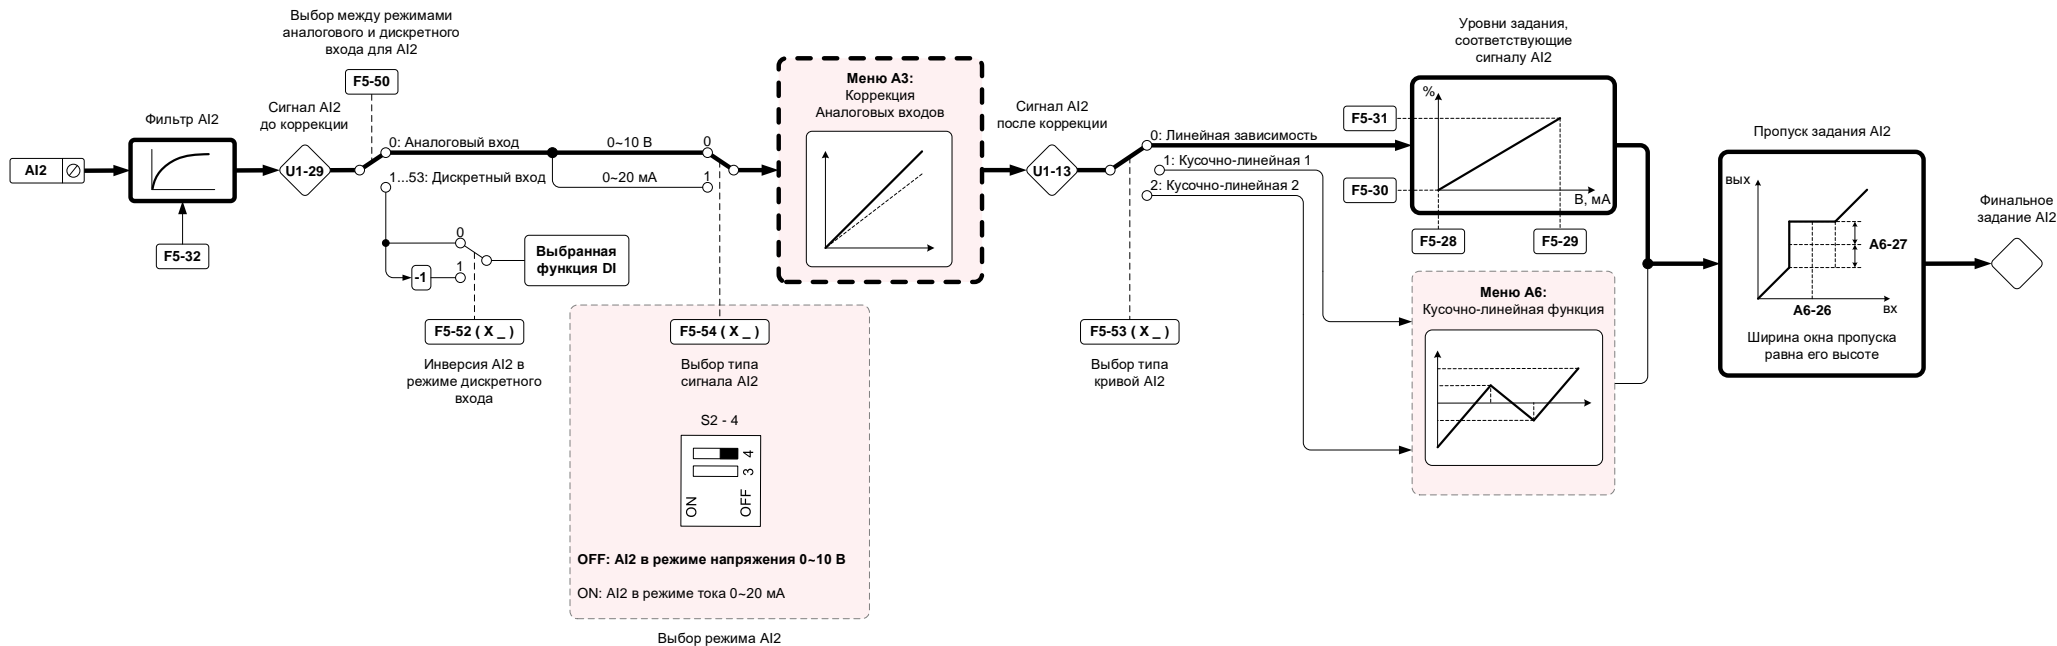 Выбор между режимами
аналогового и дискретного
входа для AI2
F5-50
AI2
Фильтр AI2
F5-32
Сигнал AI2
до коррекции
U1-29
0: Аналоговый вход
1...53: Дискретный вход
0
1
-1
Выбранная
функция DI
F5-52 ( X _ )
Инверсия AI2 в
режиме дискретного
входа
0~10 В
0
0~20 мА
1
F5-54 ( X _ )
Выбор типа
сигнала AI2
S2 - 4
4
3
ON
OFF
OFF: AI2 в режиме напряжения 0~10 В
ON: AI2 в режиме тока 0~20 мА
Выбор режима AI2
Меню A3:
Коррекция
Аналоговых входов
Сигнал AI2
после коррекции
U1-13
0: Линейная зависимость
1: Кусочно-линейная 1
2: Кусочно-линейная 2
F5-53 ( X _ )
Выбор типа
кривой AI2
Уровни задания,
соответствующие
сигналу AI2
%
F5-31
F5-30
В, мА
F5-28
F5-29
Меню A6:
Кусочно-линейная функция
Пропуск задания AI2
вых
A6-27
A6-26
вх
Ширина окна пропуска
равна его высоте
Финальное
задание AI2